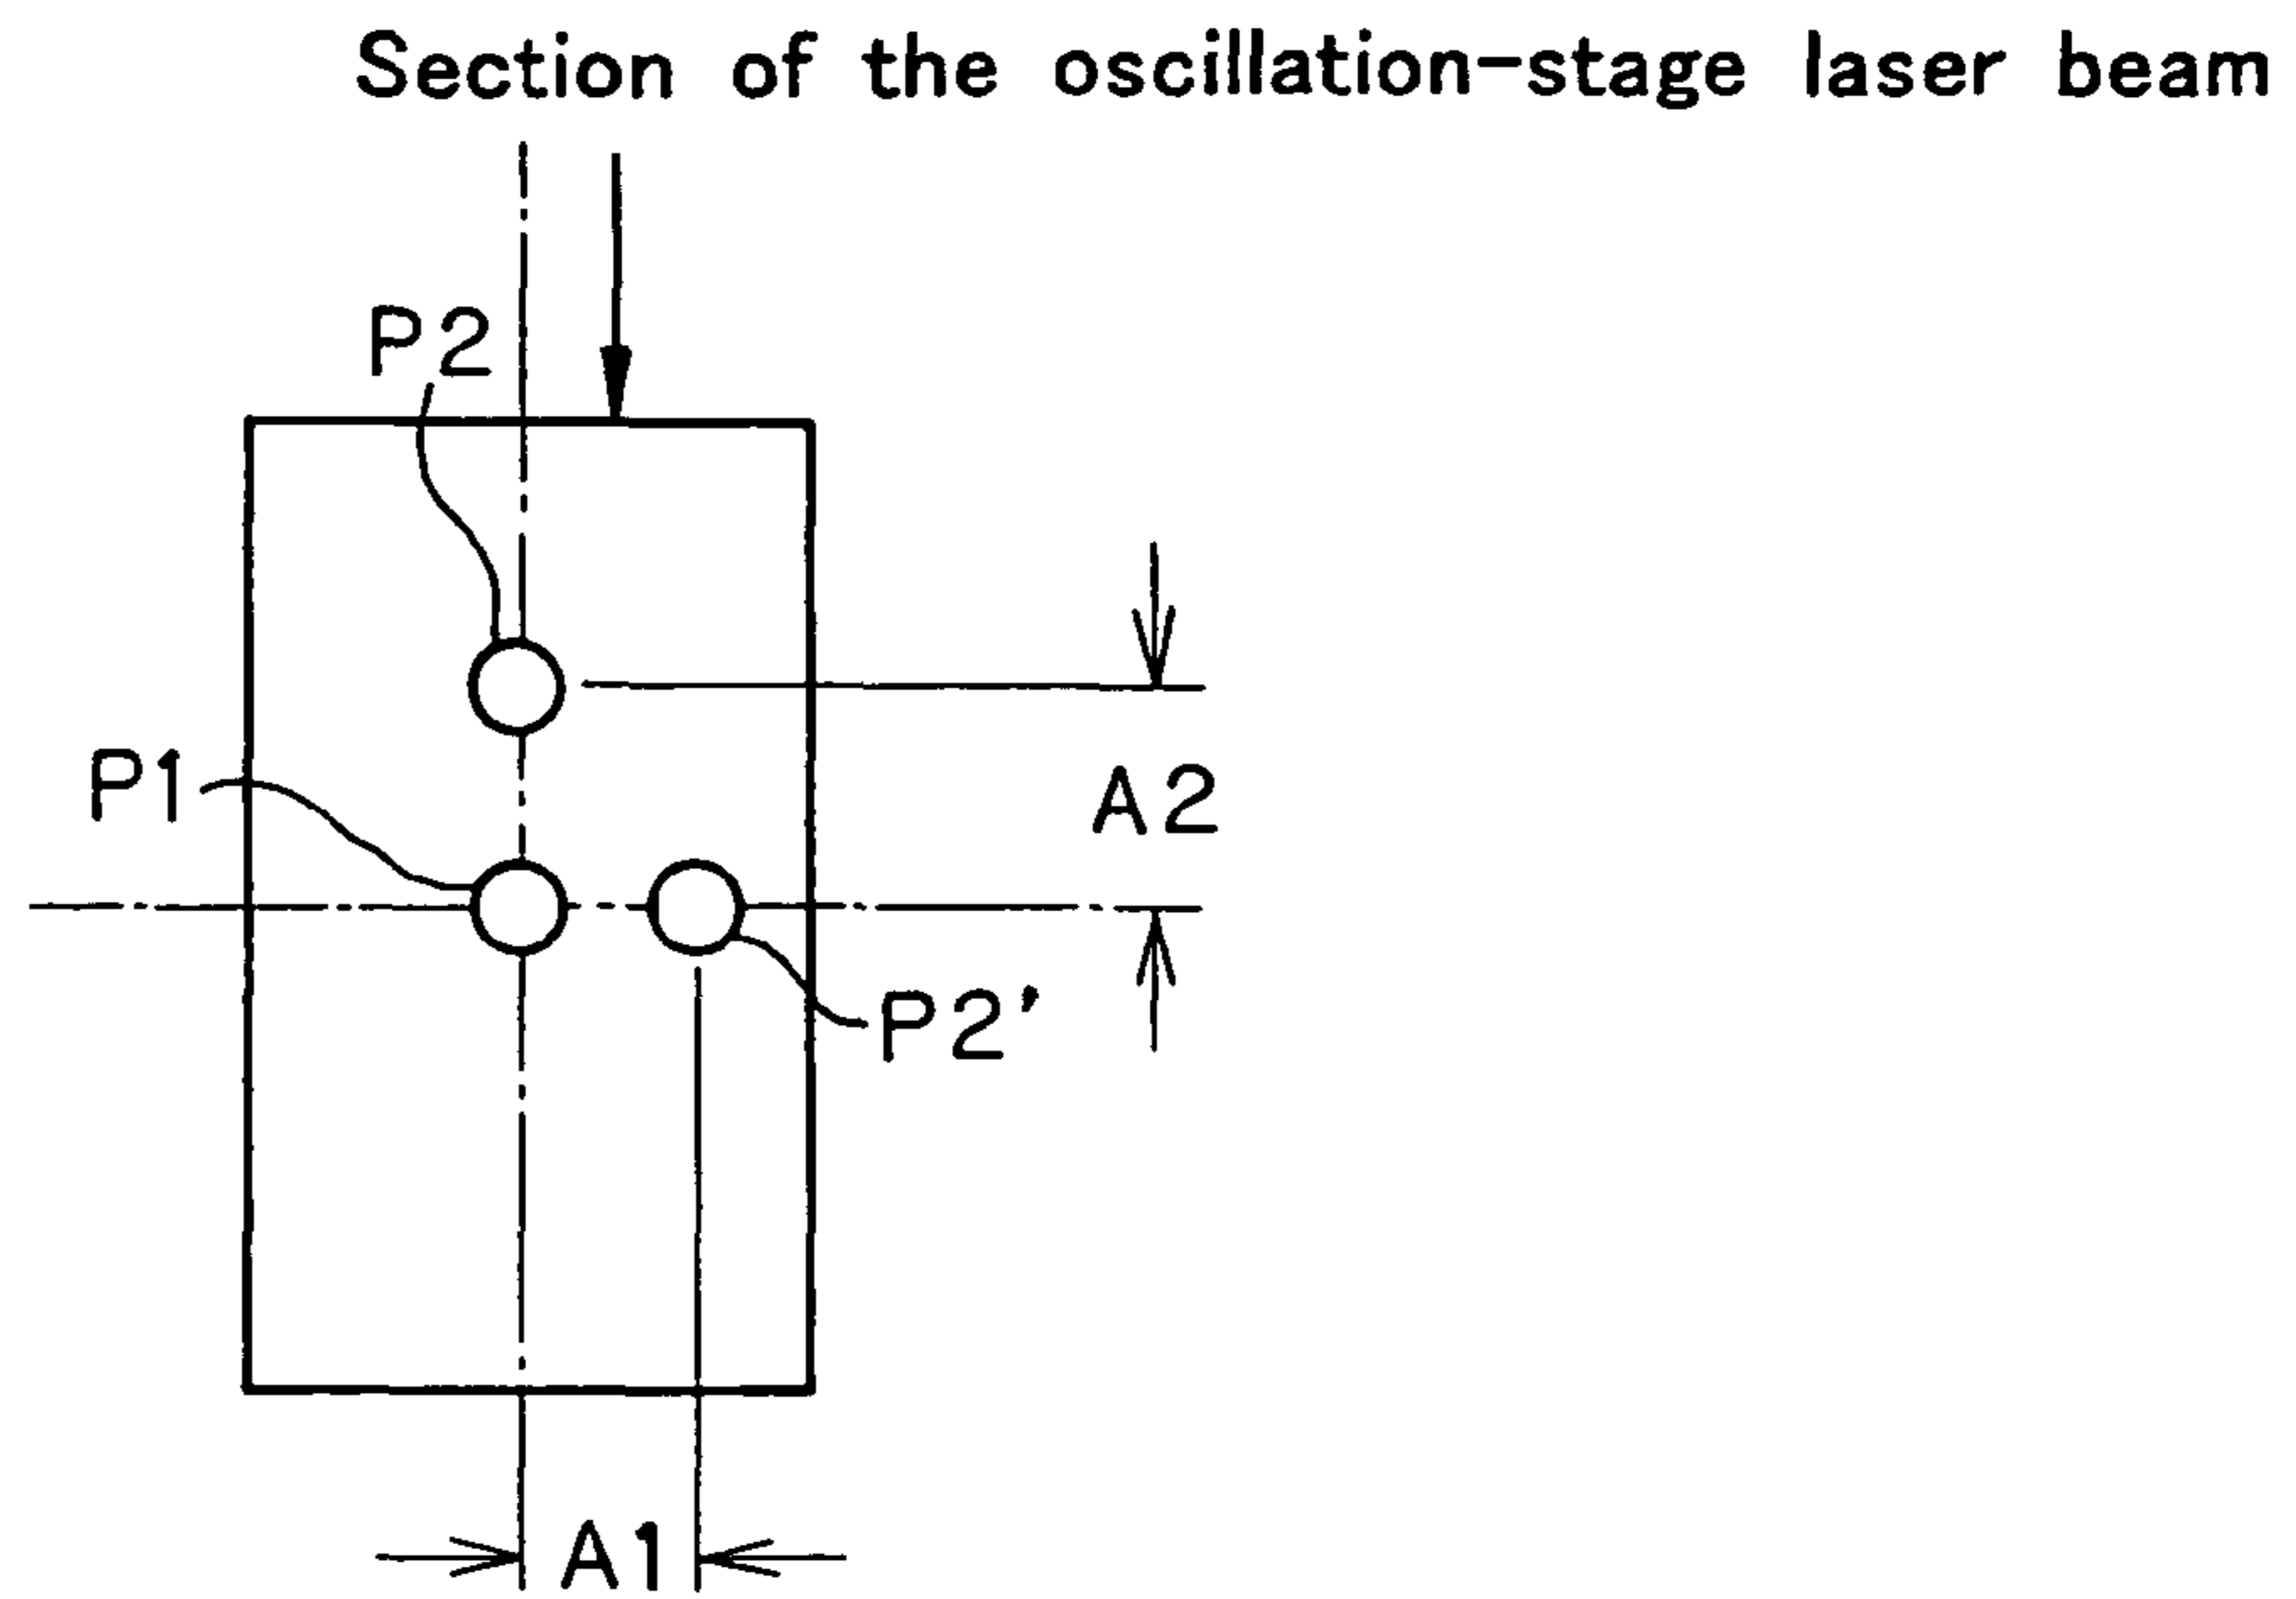 Section of the oscillation-stage laser beam
P2
P1
A2
P2'
A1